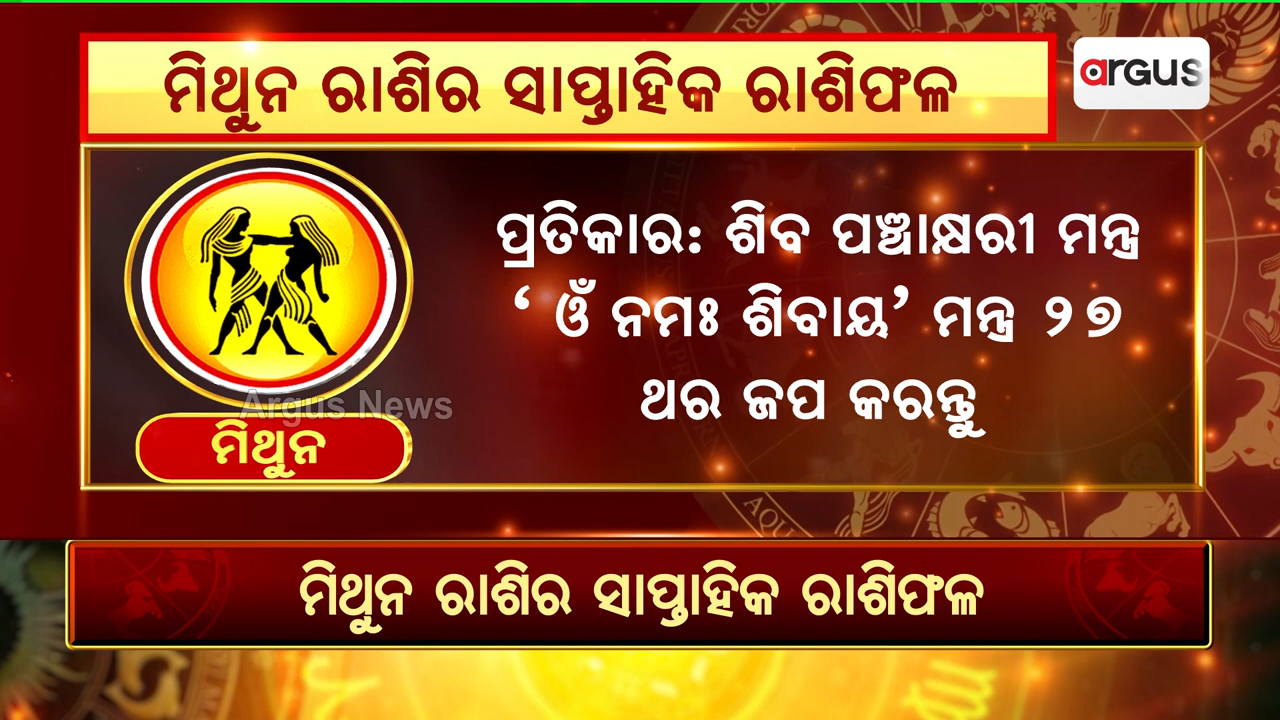 ମିଥୁନ ରାଶିର ସାପ୍ତାହିକ ରାଶିଫଳ
argus
ପ୍ରତିକାର: ଶିବ ପଞ୍ଚାକ୍ଷରୀ ମନ୍ତ୍ର
‘ ଓଁ ନମଃ ଶିବାୟ’ ମନ୍ତ୍ର ୨୭
ଥର ଜପ କରନ୍ତୁ
Argus News
ମିଥୁନ
ମିଥୁନ ରାଶିର ସାପ୍ତାହିକ ରାଶିଫଳ